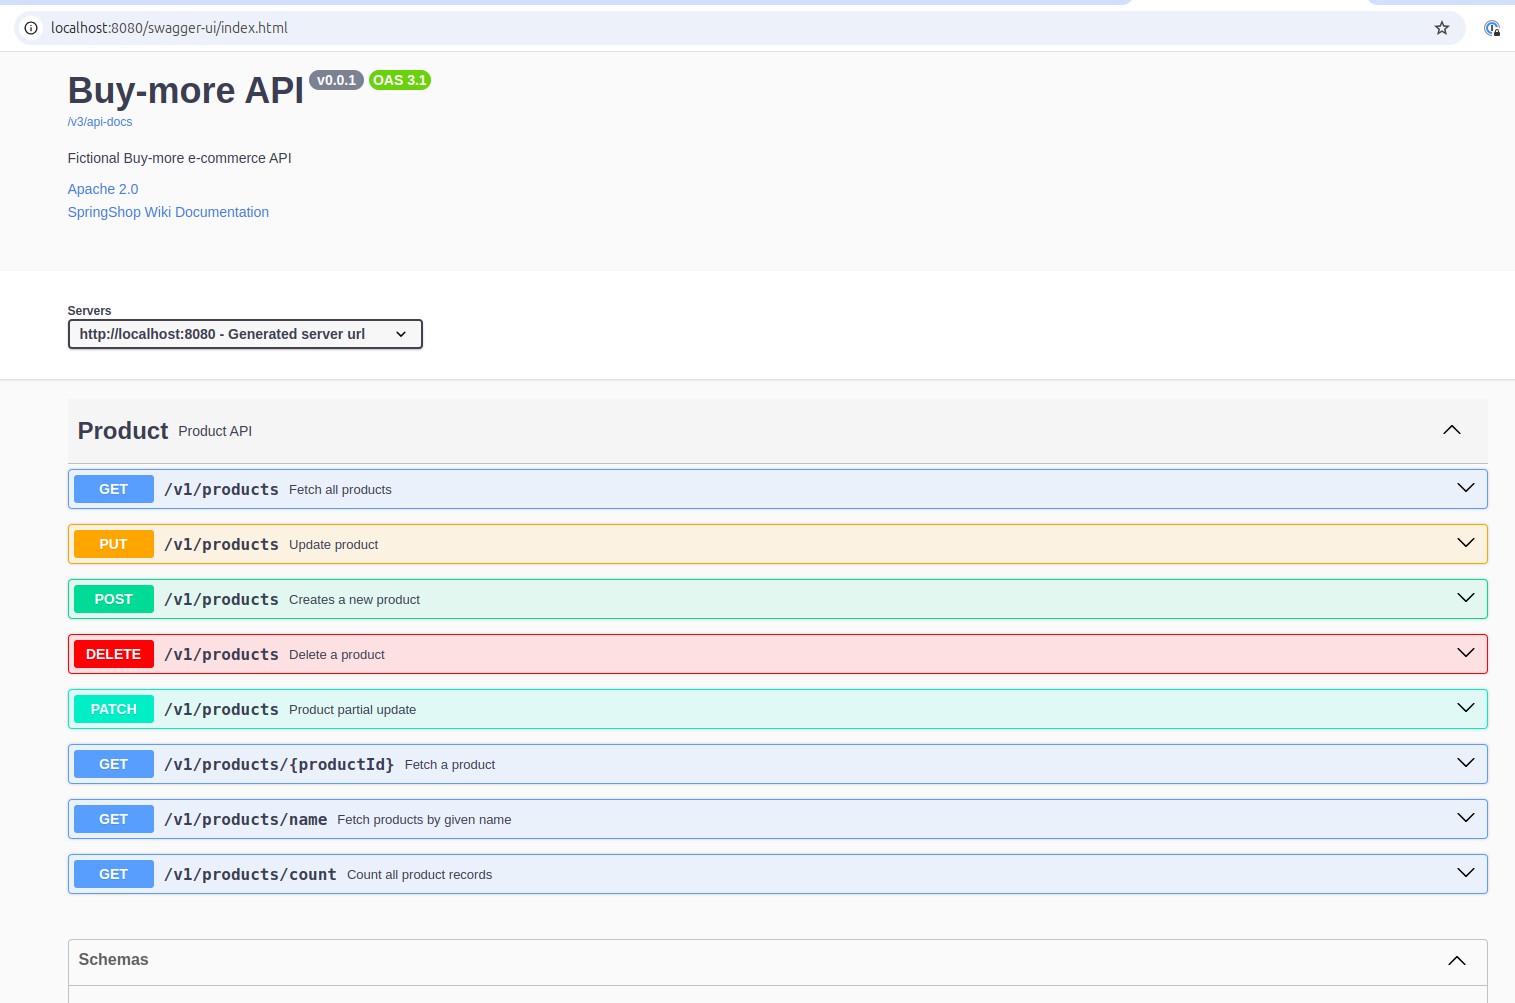 localhost:8080/swagger-ui/index.html
Buy-more API v0.0.1 OAS 3.1
/v3/api-docs
Fictional Buy-more e-commerce API
Apache 2.0
SpringShop Wiki Documentation
Servers
http://localhost:8080 - Generated server url
Product Product API
GET /v1/products Fetch all products
PUT /v1/products Update product
POST /v1/products Creates a new product
DELETE /v1/products Delete a product
PATCH /v1/products Product partial update
GET /v1/products/{productId} Fetch a product
GET /v1/products/name Fetch products by given name
GET /v1/products/count Count all product records
Schemas